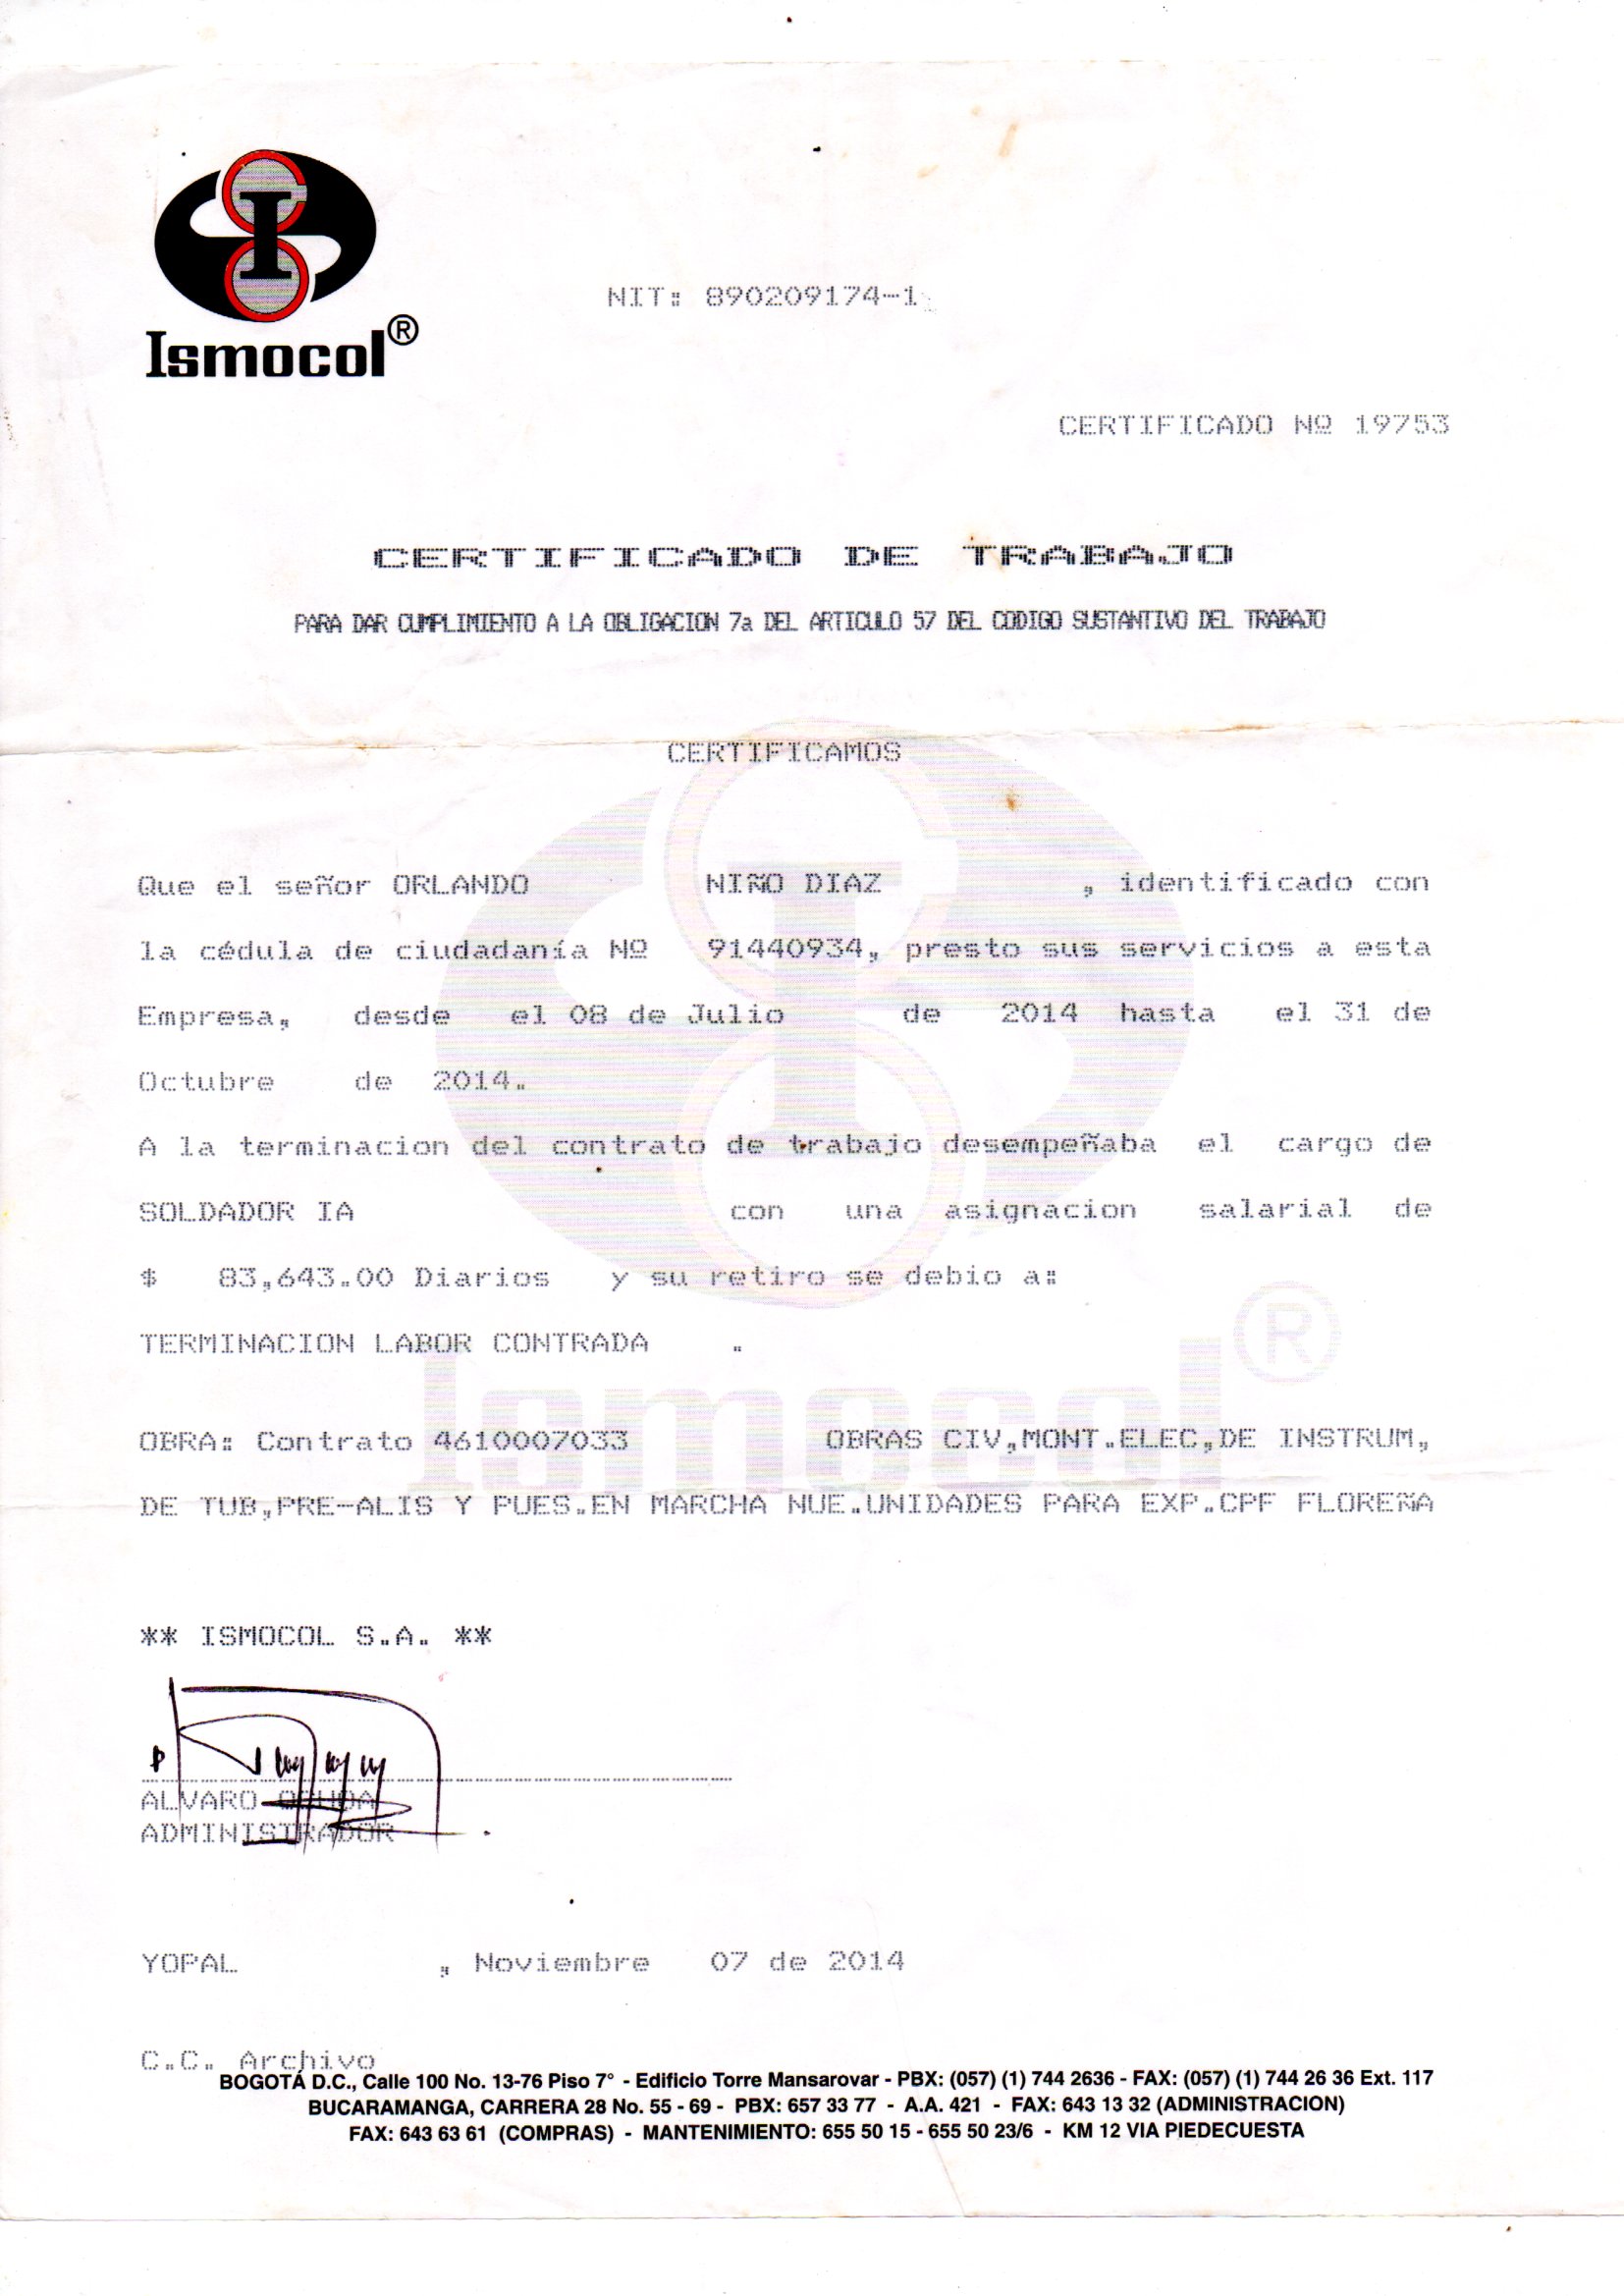 Ismocol®
NIT: 890209174-1
CERTIFICADO Nº 19753
CERTIFICADO DE TRABAJO
PARA DAR CUMPLIMIENTO A LA OBLIGACION 7a DEL ARTICULO 57 DEL CODIGO SUSTANTIVO DEL TRABAJO
CERTIFICAMOS
Que el señor ORLANDO NIÑO DIAZ , identificado con
la cédula de ciudadanía Nº 91440934, presto sus servicios a esta
Empresa, desde el 08 de Julio de 2014 hasta el 31 de
Octubre de 2014.
A la terminacion del contrato de trabajo desempeñaba el cargo de
SOLDADOR IA con una asignacion salarial de
$ 83,643.00 Diarios y su retiro se debio a:
TERMINACION LABOR CONTRADA .
Ismocol®
OBRA: Contrato 4610007033 OBRAS CIV,MONT.ELEC,DE INSTRUM,
DE TUB,PRE-ALIS Y PUES.EN MARCHA NUE.UNIDADES PARA EXP.CPF FLOREÑA
** ISMOCOL S.A. **
ALVARO OCHOA
ADMINISTRADOR
YOPAL , Noviembre 07 de 2014
C.C. Archivo
BOGOTÁ D.C., Calle 100 No. 13-76 Piso 7° - Edificio Torre Mansarovar - PBX: (057) (1) 744 2636 - FAX: (057) (1) 744 26 36 Ext. 117
BUCARAMANGA, CARRERA 28 No. 55 - 69 - PBX: 657 33 77 - A.A. 421 - FAX: 643 13 32 (ADMINISTRACION)
FAX: 643 63 61 (COMPRAS) - MANTENIMIENTO: 655 50 15 - 655 50 23/6 - KM 12 VIA PIEDECUESTA